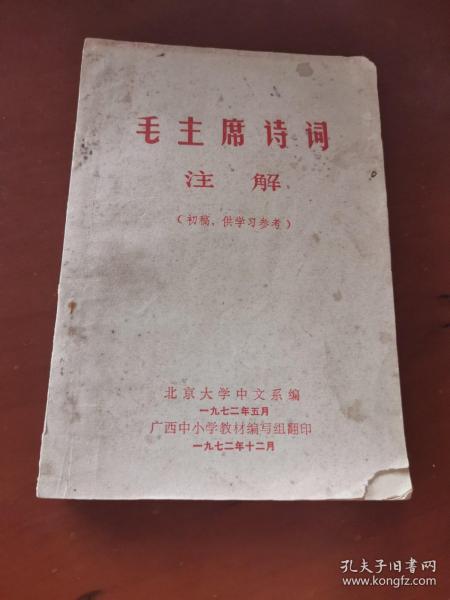 毛主席诗词
注解
（初稿，供学习参考）
北京大学中文系编
一九七二年五月
广西中小学教材编写组翻印
一九七二年十二月
孔夫子旧书网
www.kongfz.com